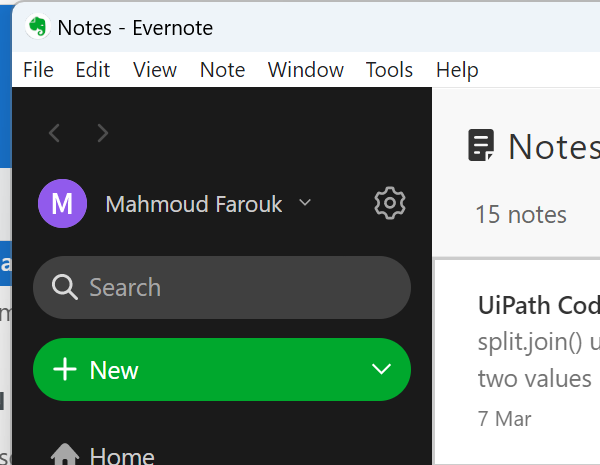 Notes - Evernote
File Edit View Note Window Tools Help
M Mahmoud Farouk
Search
New
Home
Notes
15 notes
UiPath Cod
split.join() u
two values
7 Mar